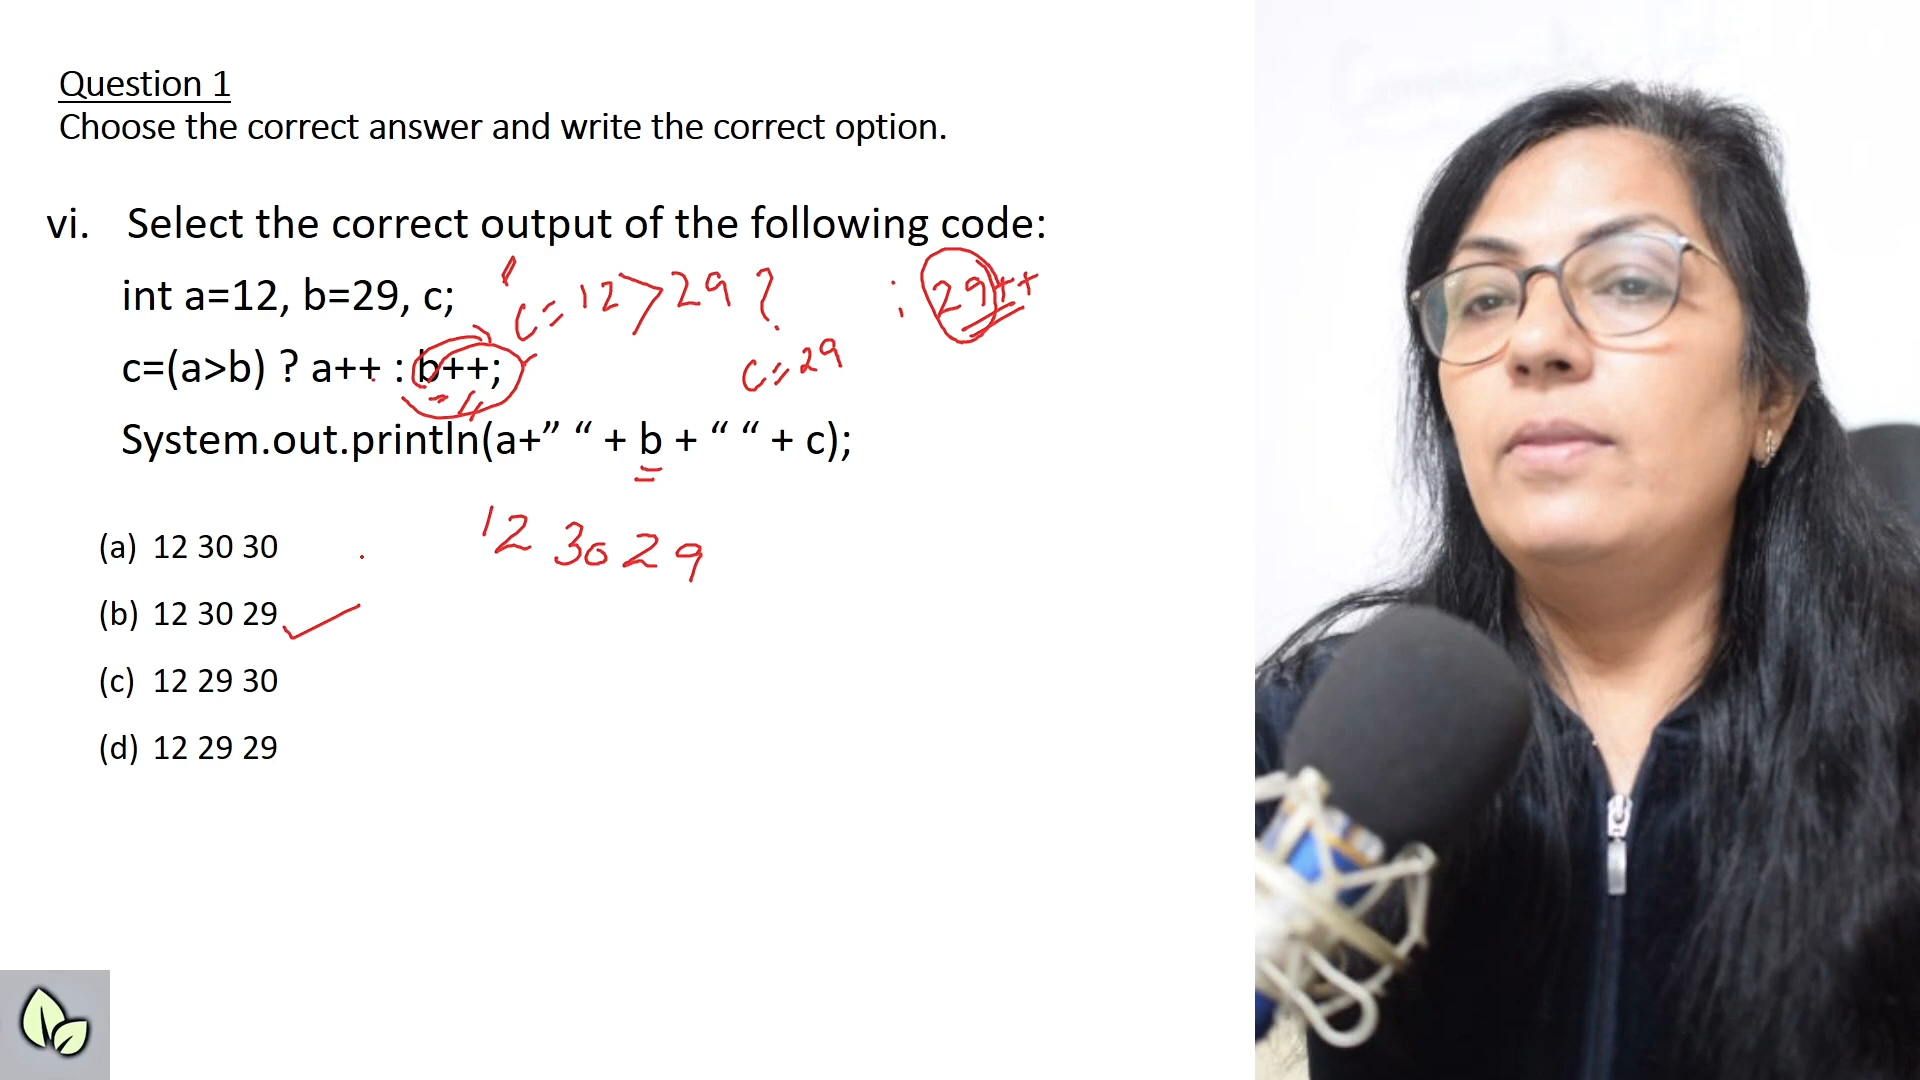 Question 1
Choose the correct answer and write the correct option.
vi. Select the correct output of the following code:
int a=12, b=29, c;
c=12>29 ?
: 29++
c=(a>b) ? a++ : b++;
c=29
System.out.println(a+” “ + b + “ “ + c);
12 30 29
(a) 12 30 30
(b) 12 30 29
(c) 12 29 30
(d) 12 29 29